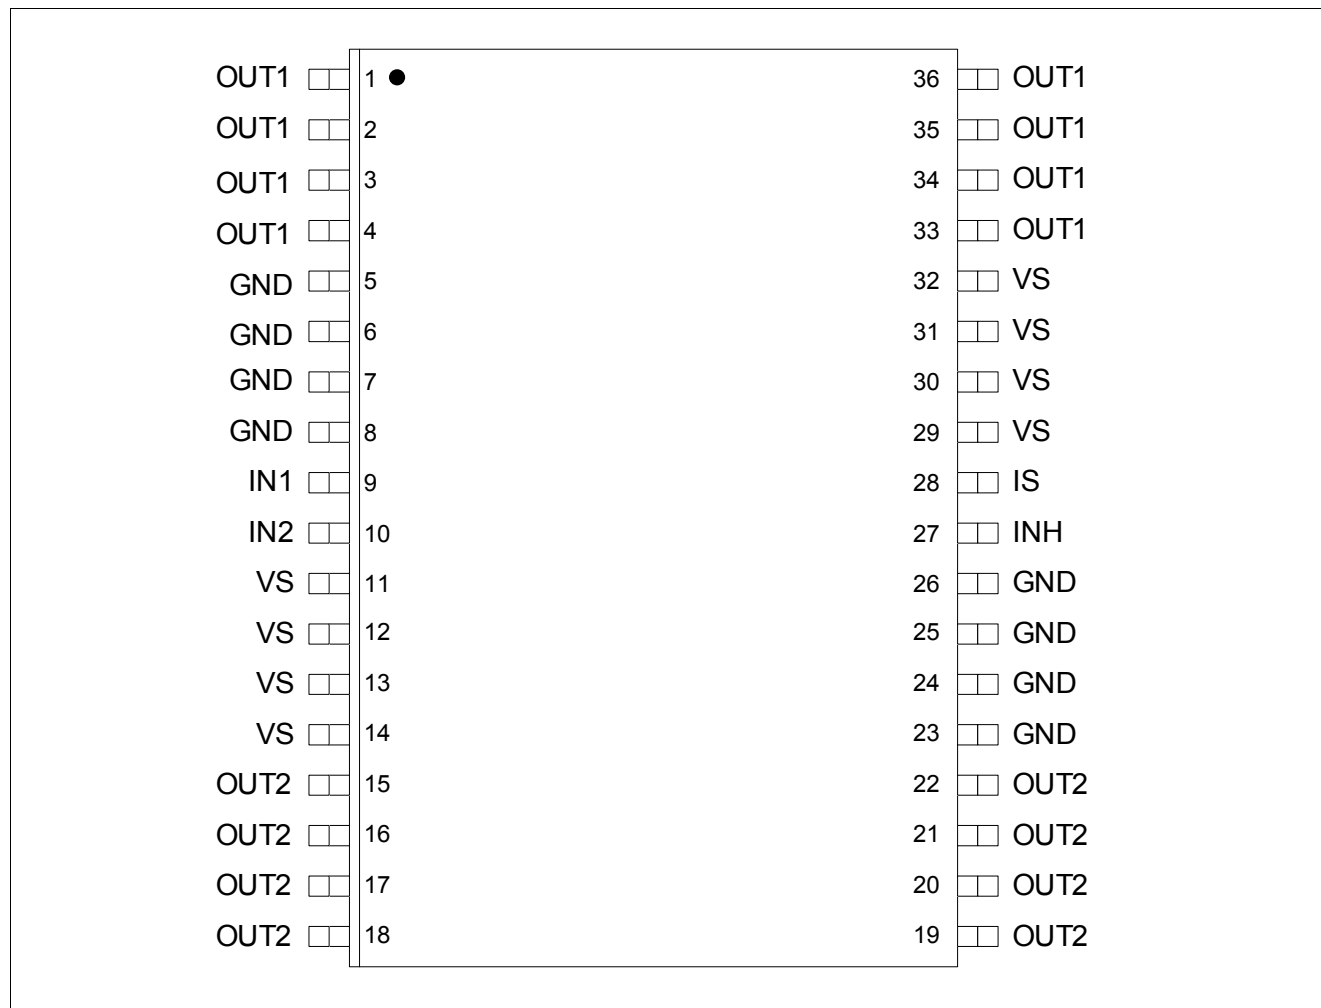 OUT1 1 36 OUT1
OUT1 2 35 OUT1
OUT1 3 34 OUT1
OUT1 4 33 OUT1
GND 5 32 VS
GND 6 31 VS
GND 7 30 VS
GND 8 29 VS
IN1 9 28 IS
IN2 10 27 INH
VS 11 26 GND
VS 12 25 GND
VS 13 24 GND
VS 14 23 GND
OUT2 15 22 OUT2
OUT2 16 21 OUT2
OUT2 17 20 OUT2
OUT2 18 19 OUT2